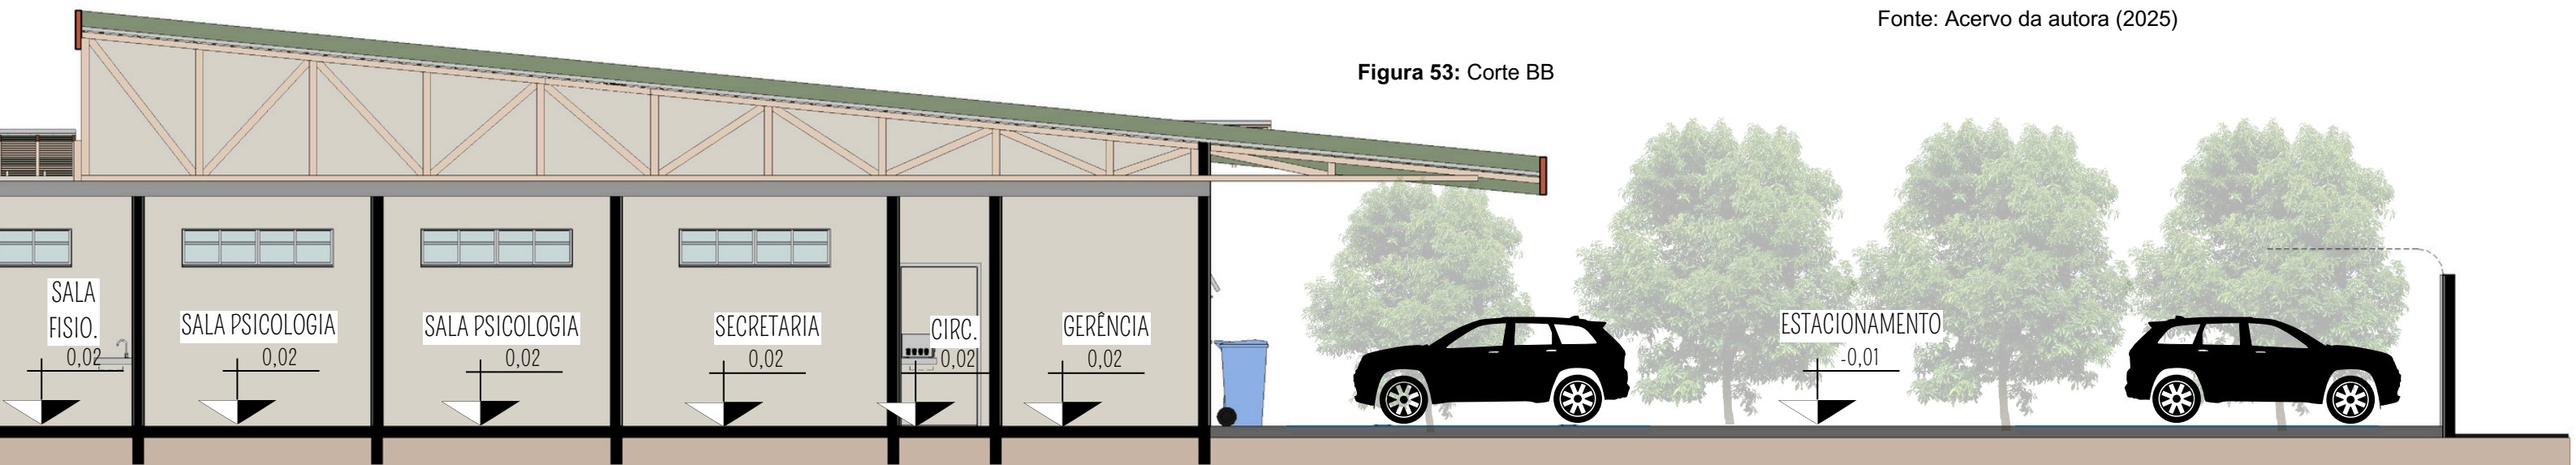 Fonte: Acervo da autora (2025)
Figura 53: Corte BB
SALA
FISIO.
0,02
SALA PSICOLOGIA
0,02
SALA PSICOLOGIA
0,02
SECRETARIA
0,02
CIRC.
0,02
GERÊNCIA
0,02
ESTACIONAMENTO
-0,01